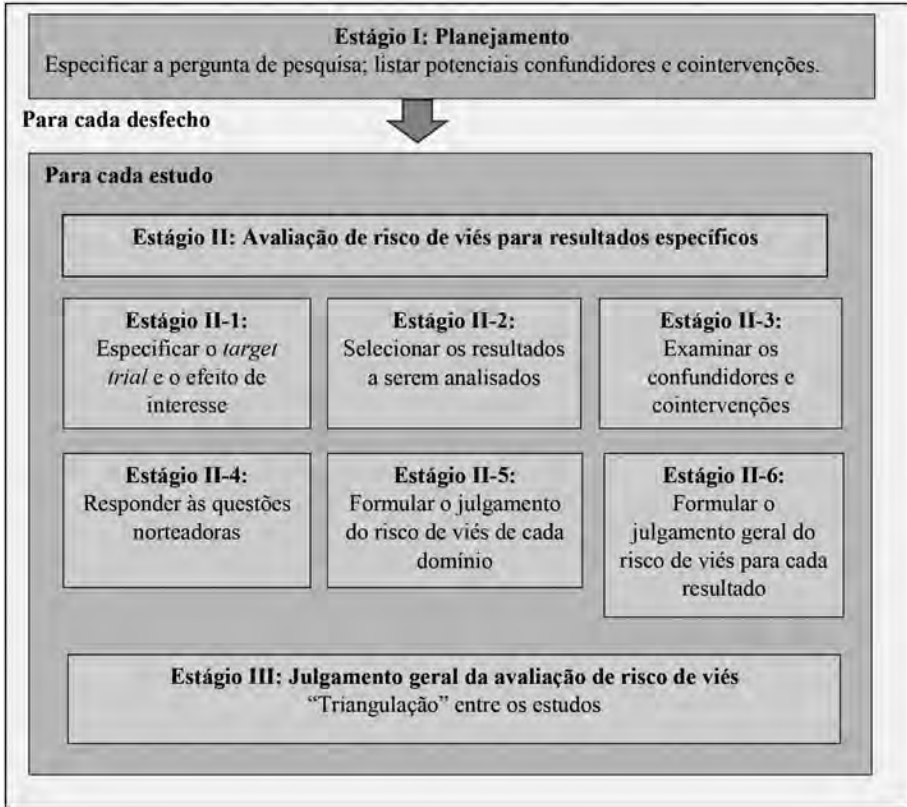 Estágio I: Planejamento
Especificar a pergunta de pesquisa; listar potenciais confundidores e cointervenções.
Para cada desfecho
Para cada estudo
Estágio II: Avaliação de risco de viés para resultados específicos
Estágio II-1:
Especificar o target
trial e o efeito de
interesse
Estágio II-2:
Selecionar os resultados
a serem analisados
Estágio II-3:
Examinar os
confundidores e
cointervenções
Estágio II-4:
Responder às questões
norteadoras
Estágio II-5:
Formular o julgamento
do risco de viés de cada
domínio
Estágio II-6:
Formular o
julgamento geral do
risco de viés para cada
resultado
Estágio III: Julgamento geral da avaliação de risco de viés
“Triangulação” entre os estudos